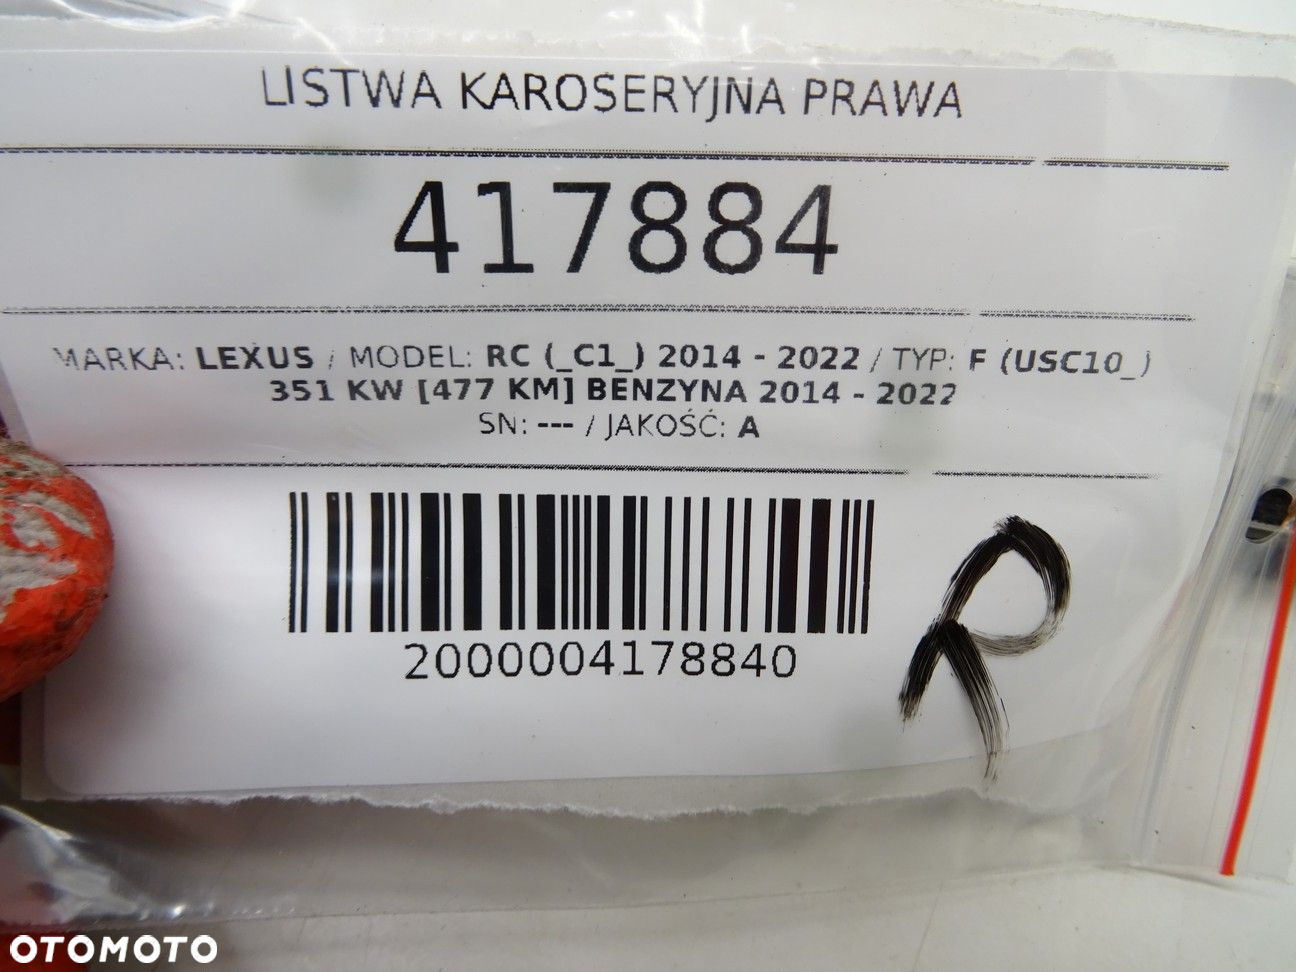 LISTWA KAROSERYJNA PRAWA
417884
MARKA: LEXUS / MODEL: RC (_C1_) 2014 - 2022 / TYP: F (USC10_)
351 KW [477 KM] BENZYNA 2014 - 2022
SN: --- / JAKOŚĆ: A
2000004178840
R
OTOMOTO